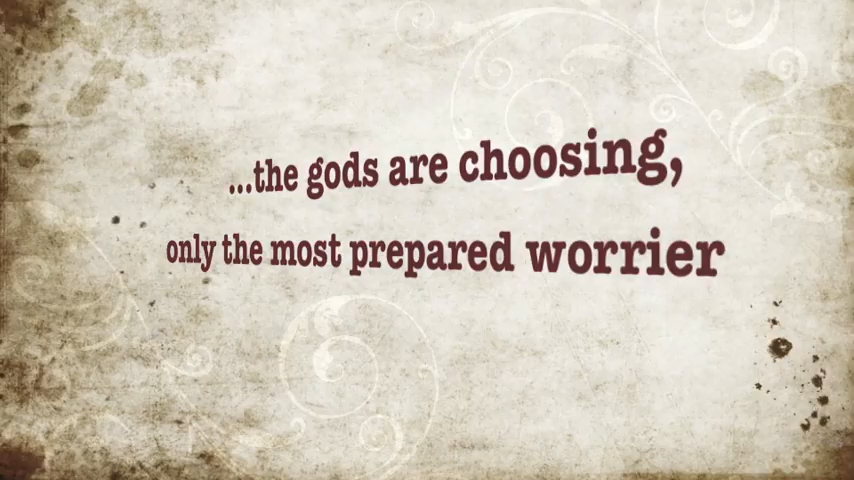 ...the gods are choosing,
only the most prepared worrier